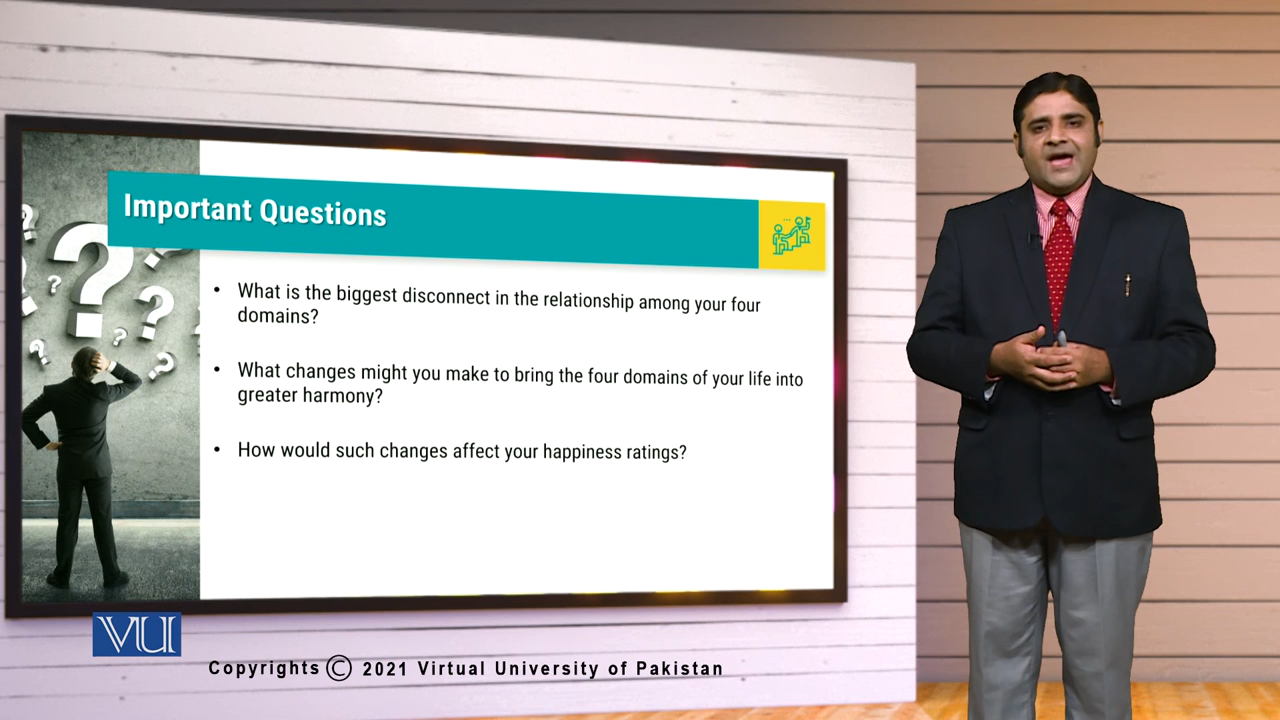 Important Questions
• What is the biggest disconnect in the relationship among your four
domains?
• What changes might you make to bring the four domains of your life into
greater harmony?
• How would such changes affect your happiness ratings?
VU
Copyrights © 2021 Virtual University of Pakistan